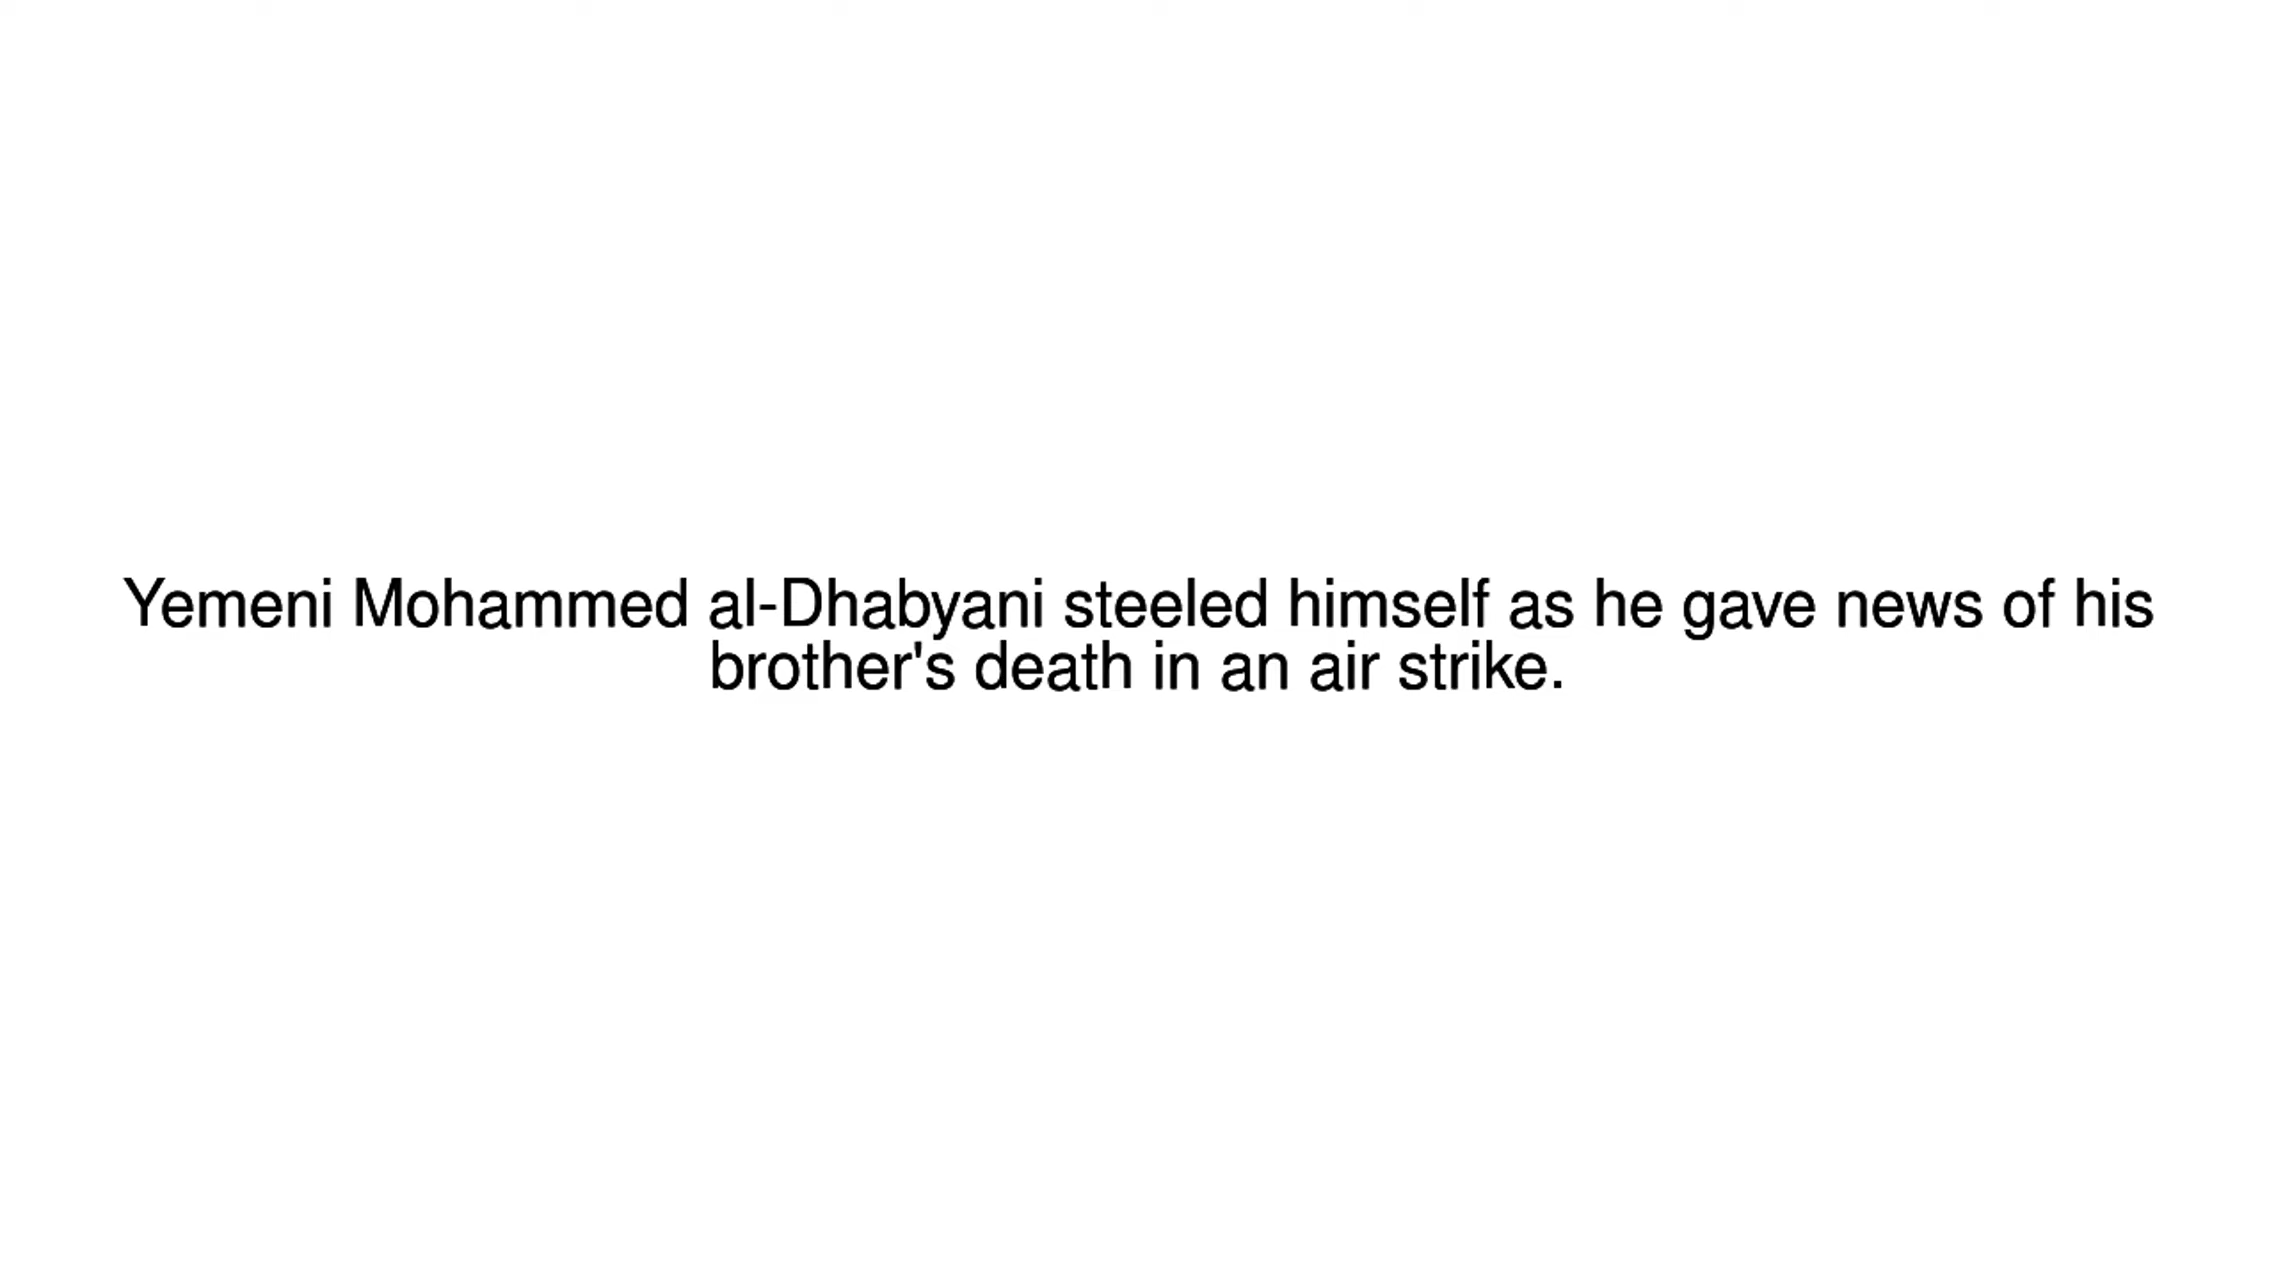 Yemeni Mohammed al-Dhabyani steeled himself as he gave news of his
brother's death in an air strike.